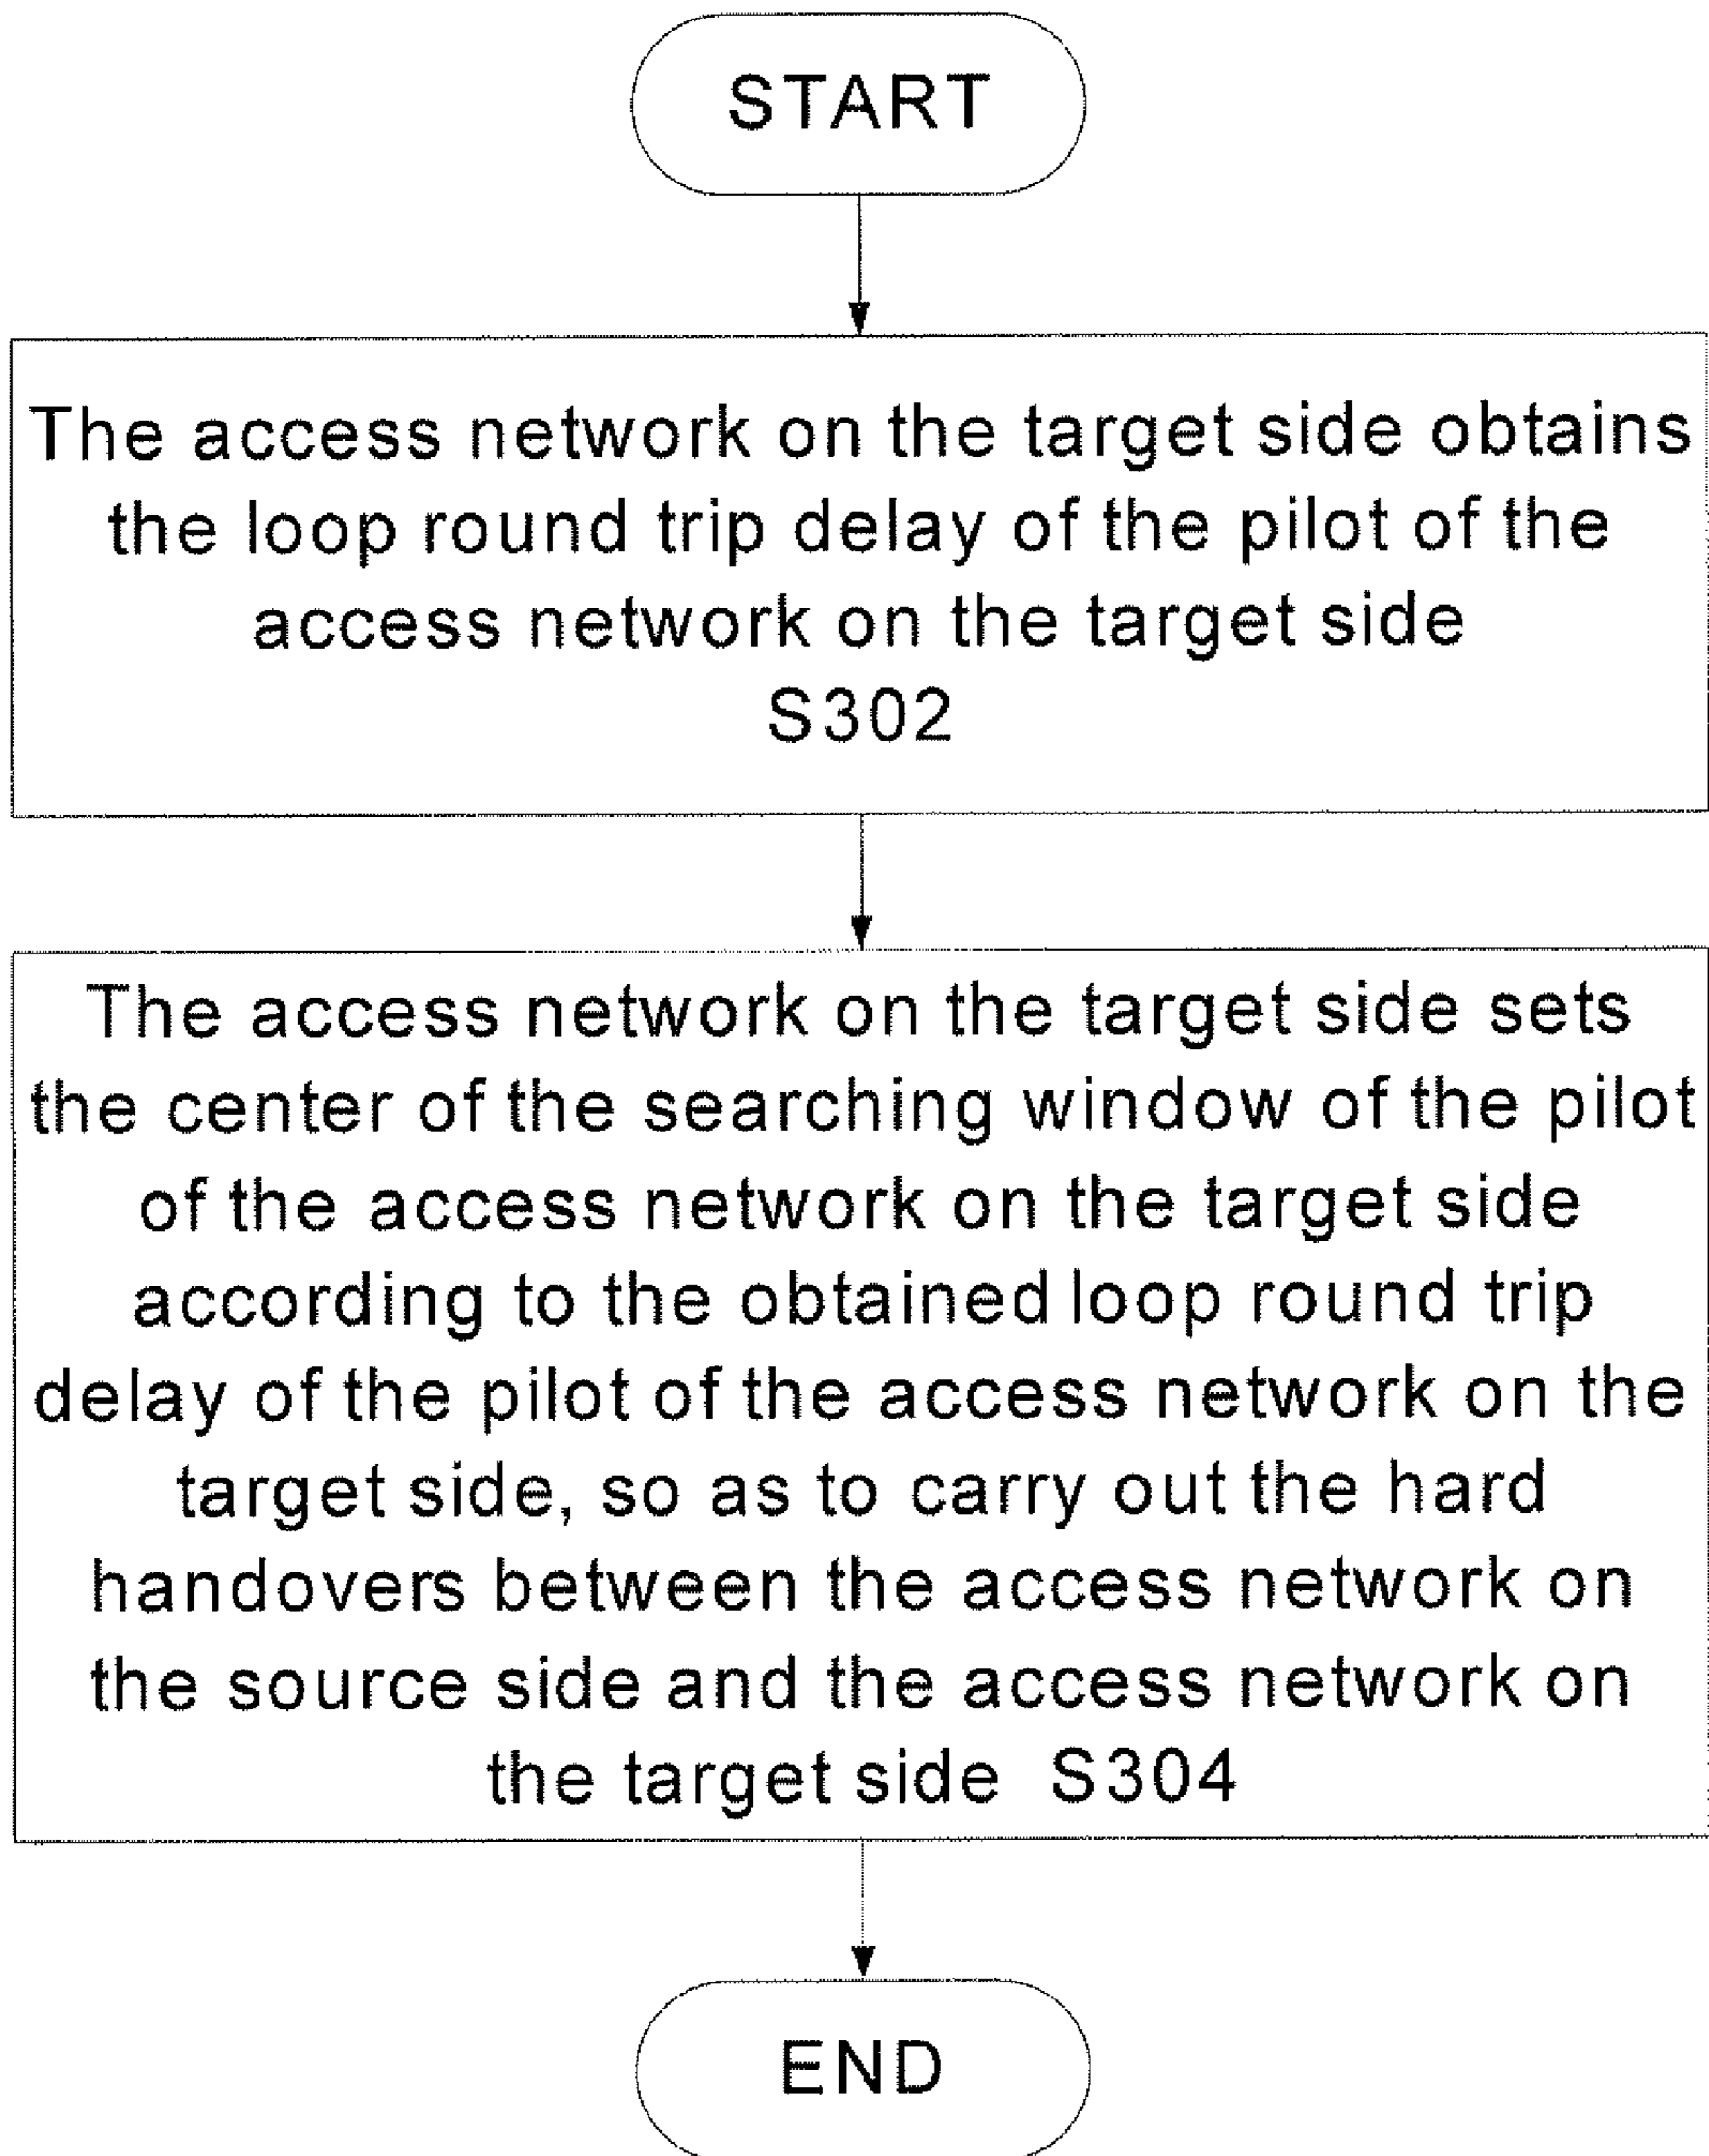 START
The access network on the target side obtains
the loop round trip delay of the pilot of the
access network on the target side
S302
The access network on the target side sets
the center of the searching window of the pilot
of the access network on the target side
according to the obtained loop round trip
delay of the pilot of the access network on the
target side, so as to carry out the hard
handovers between the access network on
the source side and the access network on
the target side S304
END